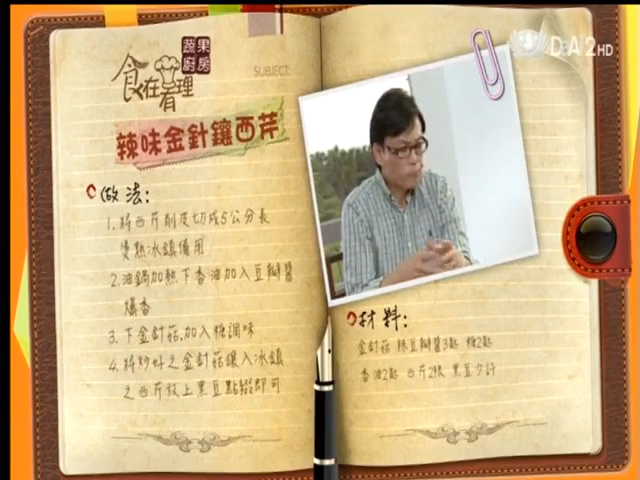 蔬果廚房
食在有理
SUBJECT:
辣味金針鑲西芹
做法:
1.將西芹削皮切成5公分長
燙熟冰鎮備用
2.油鍋加熱下香油加入豆瓣醬
爆香
3.下金針菇.加入糖調味
4.將炒好之金針菇鑲入冰鎮
之西芹放上黑豆點綴即可
DaAi2HD
材料:
金針菇 辣豆瓣醬3匙 糖2匙
香油2匙 西芹2根 黑豆少許